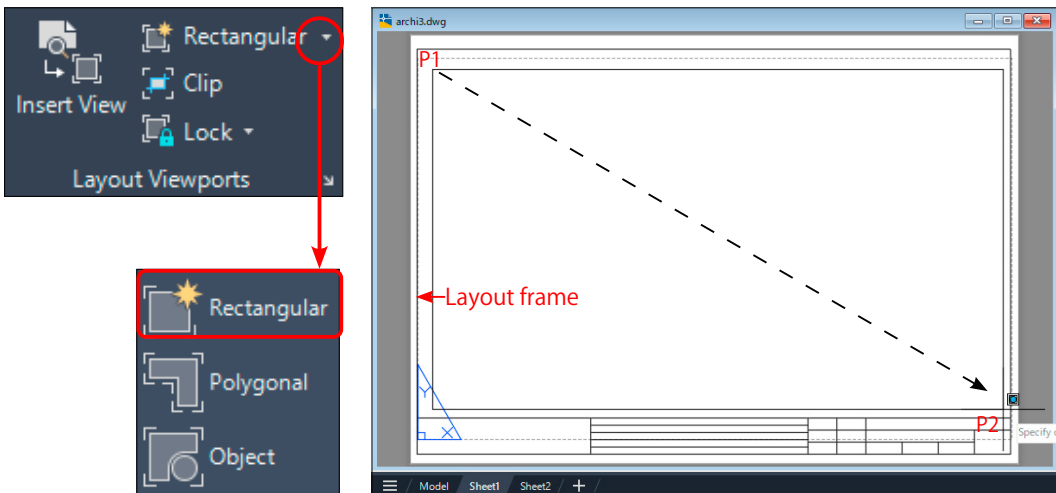 Insert View
Rectangular
Clip
Lock
Layout Viewports
Rectangular
Polygonal
Object
archi3.dwg
P1
Layout frame
Y
X
P2
Model / Sheet1 / Sheet2 / + /